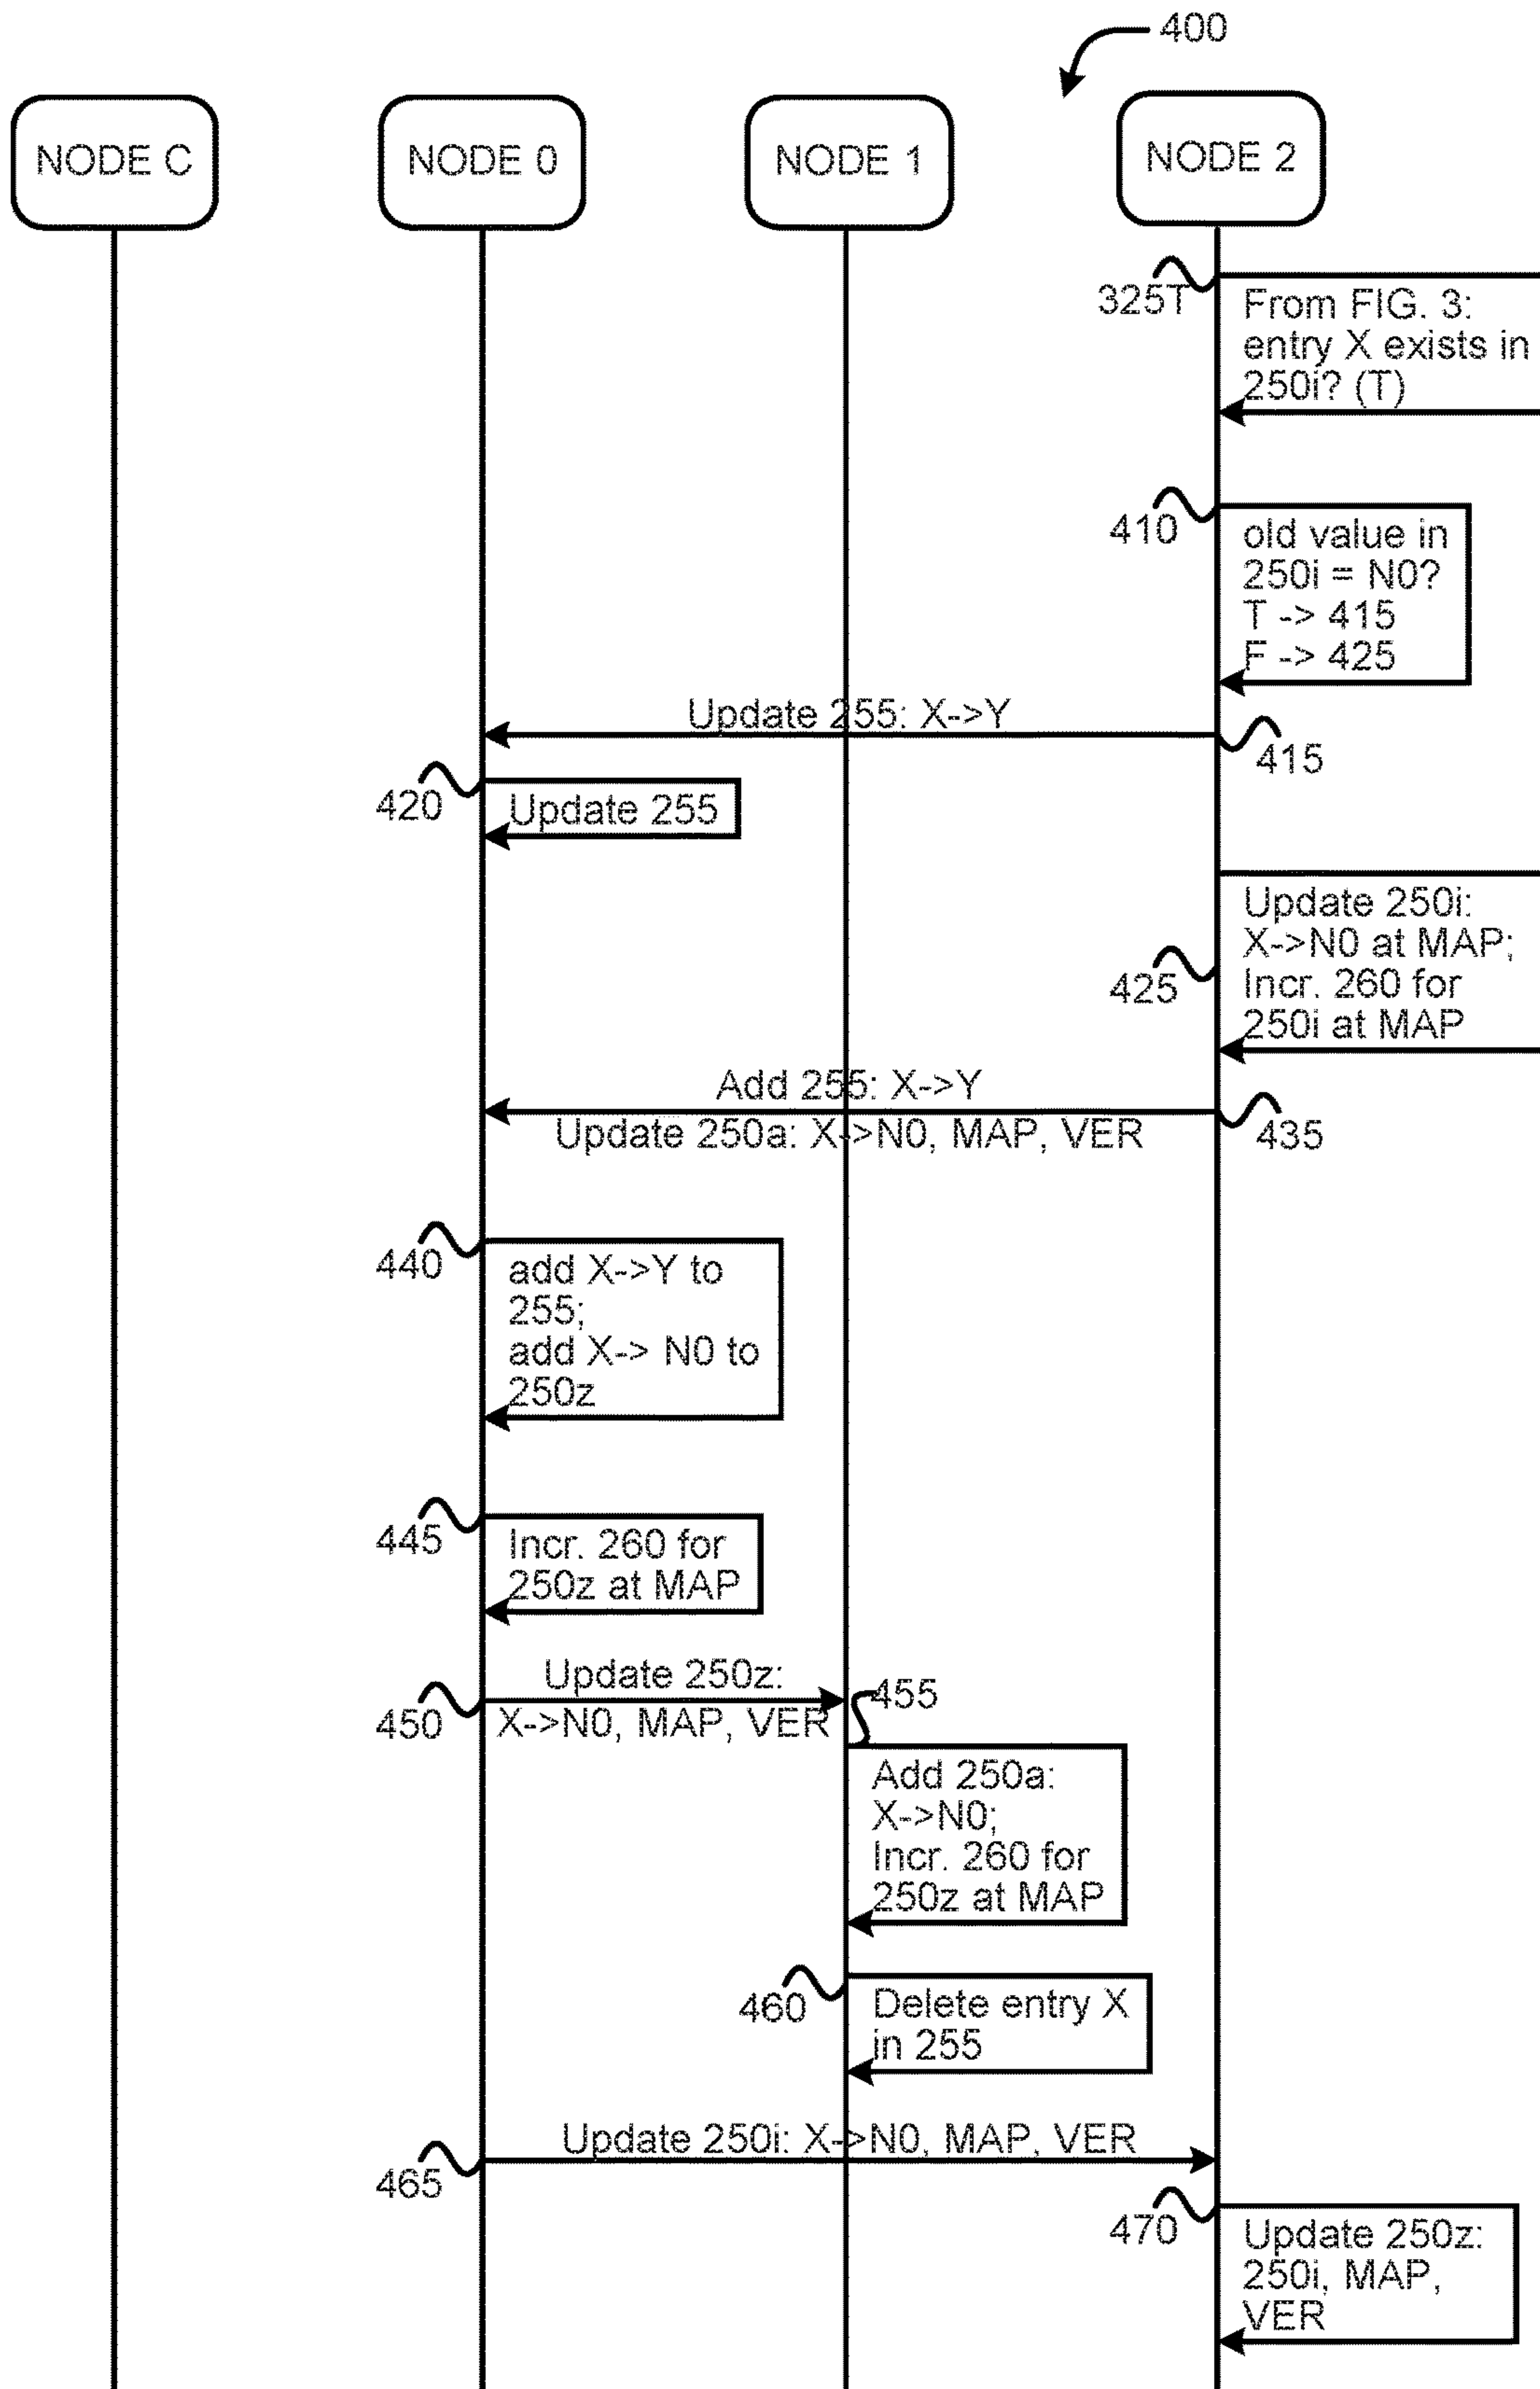 400
NODE C
NODE 0
NODE 1
NODE 2
325T
From FIG. 3:
entry X exists in
250i? (T)
410
old value in
250i = N0?
T -> 415
F -> 425
Update 255: X->Y
415
420
Update 255
Update 250i:
X->N0 at MAP;
425
Incr. 260 for
250i at MAP
Add 255: X->Y
Update 250a: X->N0, MAP, VER
435
440
add X->Y to
255;
add X-> N0 to
250z
445
Incr. 260 for
250z at MAP
Update 250z:
450
X->N0, MAP, VER
455
Add 250a:
X->N0;
Incr. 260 for
250z at MAP
460
Delete entry X
in 255
Update 250i: X->N0, MAP, VER
465
470
Update 250z:
250i, MAP,
VER